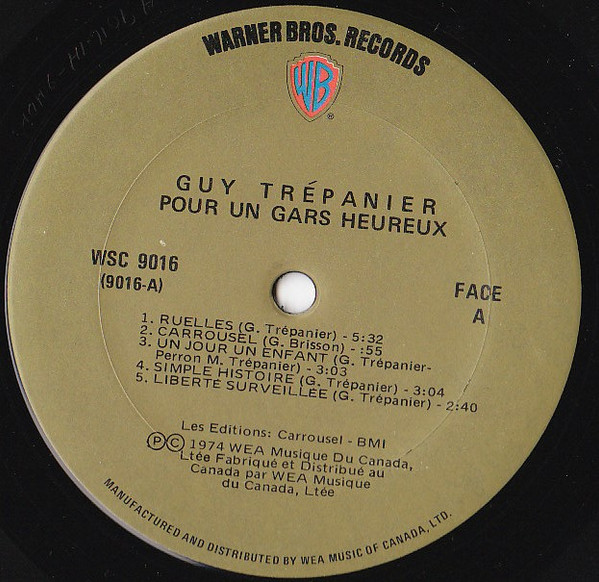 WARNER BROS. RECORDS
WB
®
GUY TRÉPANIER
POUR UN GARS HEUREUX
WSC 9016
(9016-A)
FACE
A
1. RUELLES (G. Trépanier) - 5:32
2. CARROUSEL (G. Brisson) - :55
3. UN JOUR UN ENFANT (G. Trépanier-
Perron M. Trépanier) - 3:03
4. SIMPLE HISTOIRE (G. Trépanier) - 3:04
5. LIBERTÉ SURVEILLÉE (G. Trépanier) - 2:40
Les Editions: Carrousel - BMI
Ⓟ© 1974 WEA Musique Du Canada,
Ltée Fabriqué et Distribué au
Canada par WEA Musique
du Canada, Ltée
MANUFACTURED AND DISTRIBUTED BY WEA MUSIC OF CANADA, LTD.